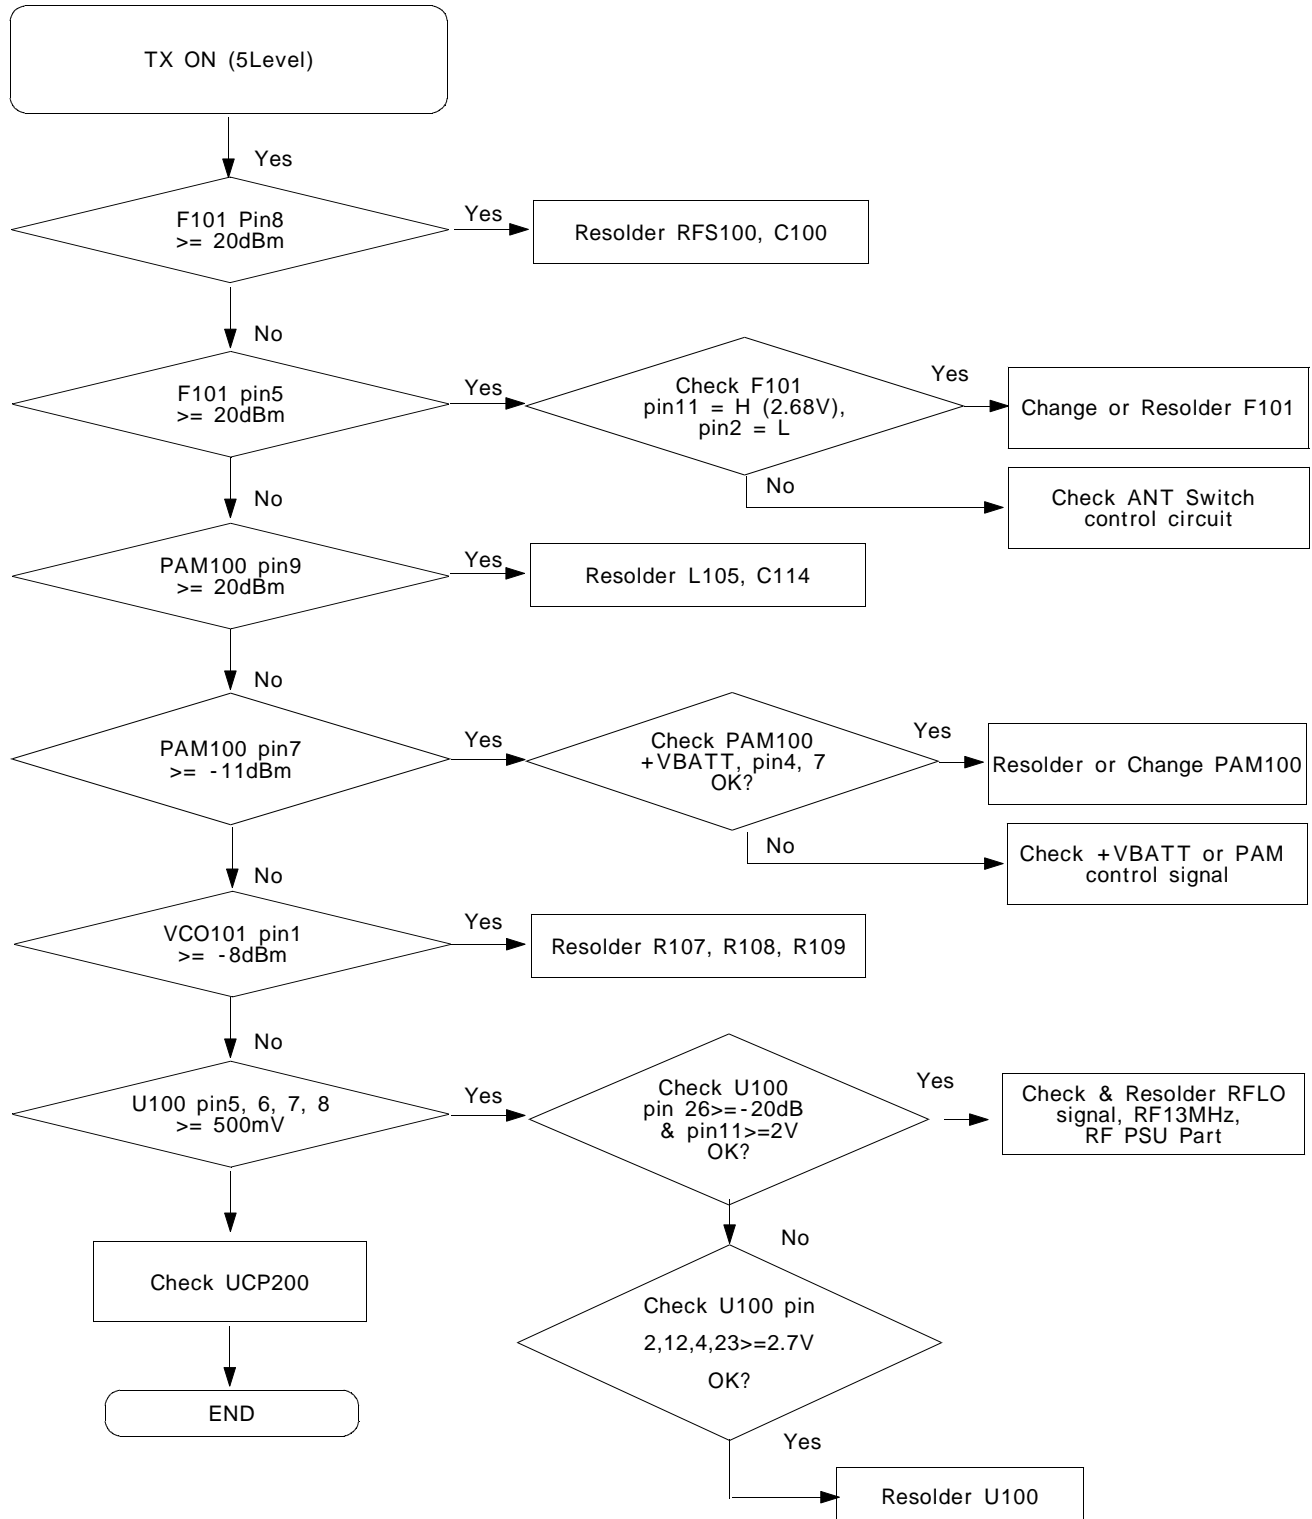 TX ON (5Level)
Yes
F101 Pin8
>= 20dBm
Yes
Resolder RFS100, C100
No
F101 pin5
>= 20dBm
Yes
Check F101
pin11 = H (2.68V),
pin2 = L
Yes
Change or Resolder F101
No
Check ANT Switch
control circuit
No
PAM100 pin9
>= 20dBm
Yes
Resolder L105, C114
No
PAM100 pin7
>= -11dBm
Yes
Check PAM100
+VBATT, pin4, 7
OK?
Yes
Resolder or Change PAM100
No
Check +VBATT or PAM
control signal
No
VCO101 pin1
>= -8dBm
Yes
Resolder R107, R108, R109
No
U100 pin5, 6, 7, 8
>= 500mV
Yes
Check U100
pin 26>=-20dB
& pin11>=2V
OK?
Yes
Check & Resolder RFLO
signal, RF13MHz,
RF PSU Part
No
Check UCP200
Check U100 pin
2,12,4,23>=2.7V
OK?
END
Yes
Resolder U100